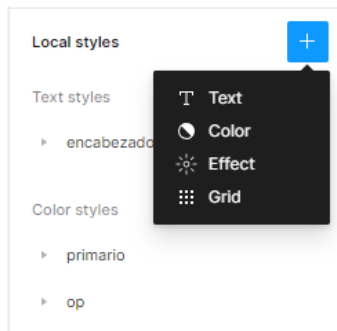 Local styles
Text styles
encabezado
Color styles
primario
op
Text
Color
Effect
Grid